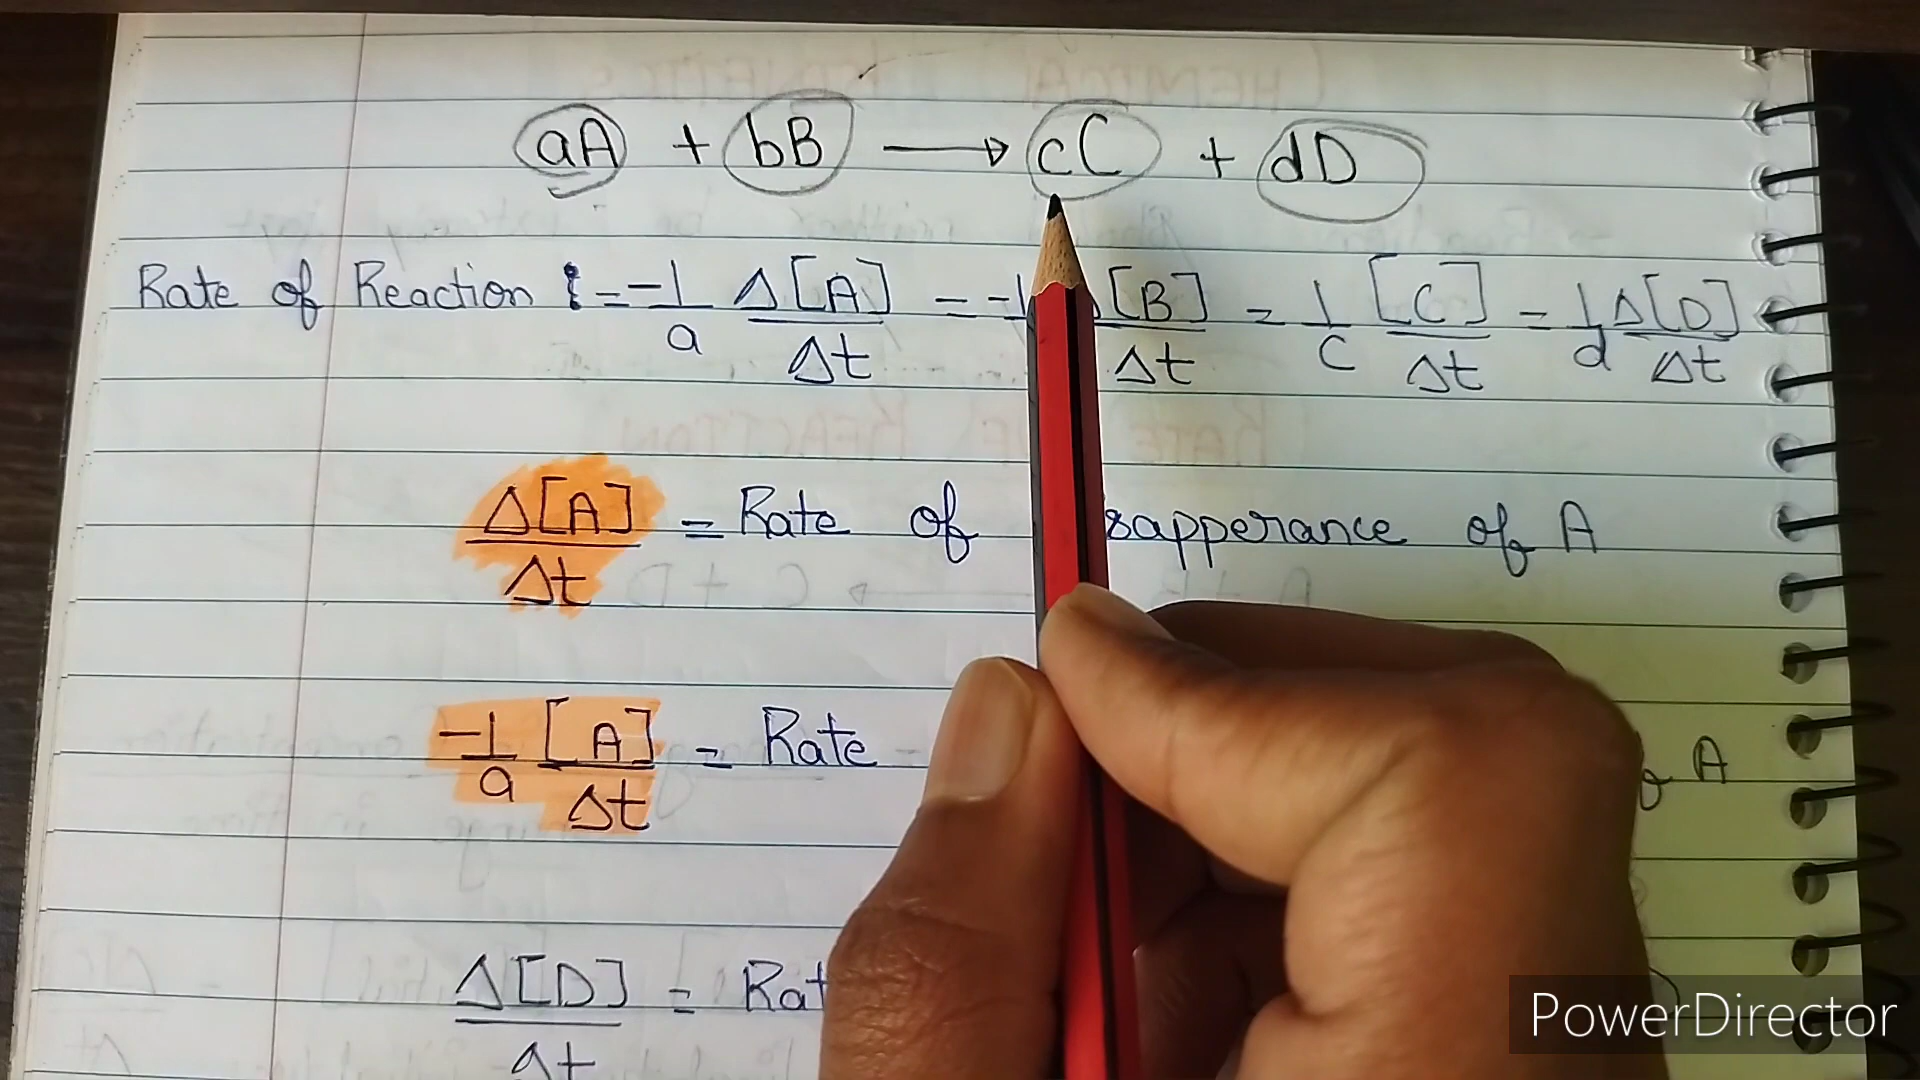 aA + bB ⟶ cC + dD
Rate of Reaction : = -1/a Δ[A]/Δt = -1 Δ[B]/Δt = 1/c [C]/Δt = 1/d Δ[D]/Δt
Δ[A]/Δt = Rate of sapperance of A
-1/a [A]/Δt = Rate A
Δ[D]/Δt = Rat
PowerDirector